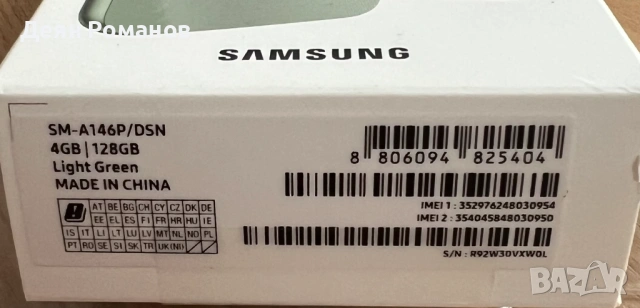 Дени Романов
SAMSUNG
SM-A146P/DSN
4GB | 128GB
Light Green
MADE IN CHINA
8 806094 825404
IMEI 1 : 352976248030954
IMEI 2 : 354045848030950
S/N : R92W30VXW0L
AT BE BG CH CY CZ DK DE
EE EL ES FI FR HR HU IE
IS IT LI LT LU LV MT NL NO PL
PT RO SE SI SK TR UK(NI)
BAZAR